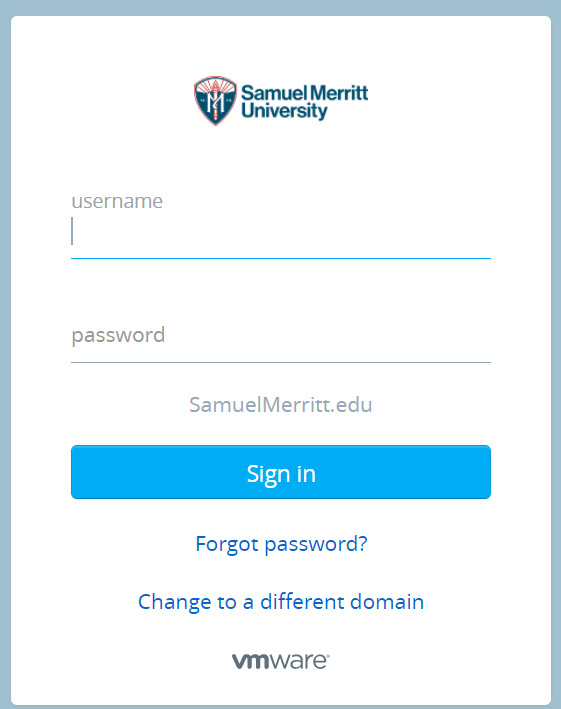 Samuel Merritt
University
username
password
SamuelMerritt.edu
Sign in
Forgot password?
Change to a different domain
vmware®